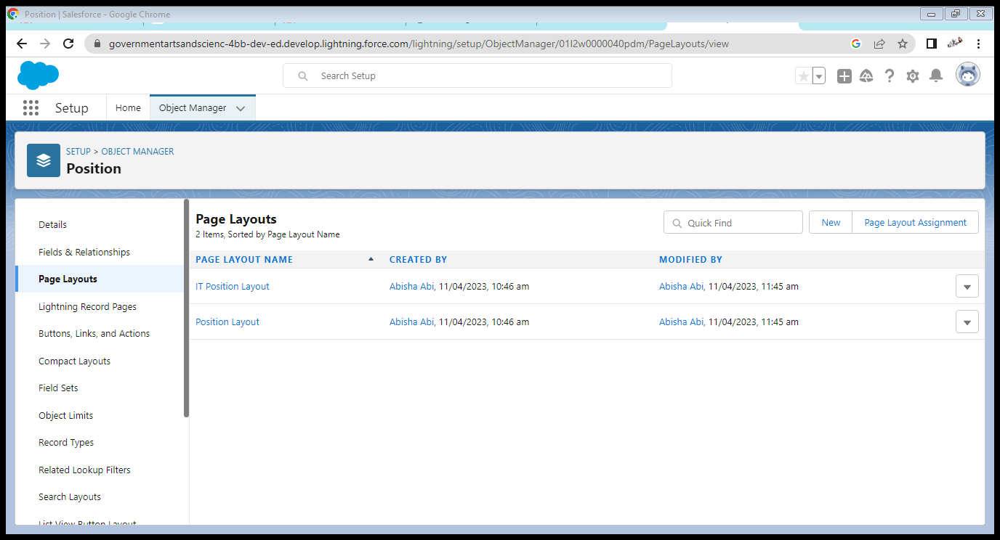 Position | Salesforce - Google Chrome
governmentartsandscienc-4bb-dev-ed.develop.lightning.force.com/lightning/setup/ObjectManager/01I2w0000040pdm/PageLayouts/view
Search Setup
Setup Home Object Manager
SETUP > OBJECT MANAGER
Position
Details
Fields & Relationships
Page Layouts
Lightning Record Pages
Buttons, Links, and Actions
Compact Layouts
Field Sets
Object Limits
Record Types
Related Lookup Filters
Search Layouts
List View Button Layout
Page Layouts
2 Items, Sorted by Page Layout Name
Quick Find
New
Page Layout Assignment
PAGE LAYOUT NAME CREATED BY MODIFIED BY
IT Position Layout Abisha Abi, 11/04/2023, 10:46 am Abisha Abi, 11/04/2023, 11:45 am
Position Layout Abisha Abi, 11/04/2023, 10:46 am Abisha Abi, 11/04/2023, 11:45 am